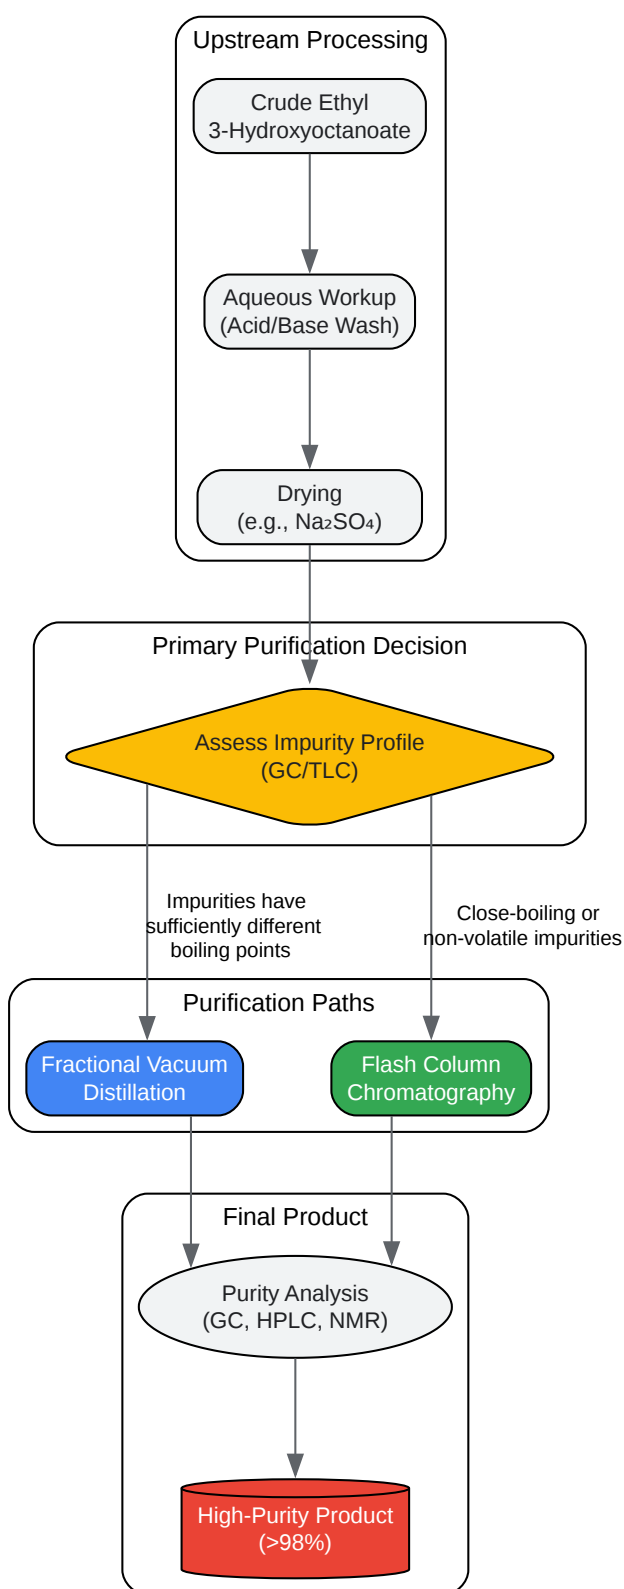 Upstream Processing
Crude Ethyl
3-Hydroxyoctanoate
Aqueous Workup
(Acid/Base Wash)
Drying
(e.g., Na₂SO₄)
Primary Purification Decision
Assess Impurity Profile
(GC/TLC)
Impurities have
sufficiently different
boiling points
Close-boiling or
non-volatile impurities
Purification Paths
Fractional Vacuum
Distillation
Flash Column
Chromatography
Final Product
Purity Analysis
(GC, HPLC, NMR)
High-Purity Product
(>98%)